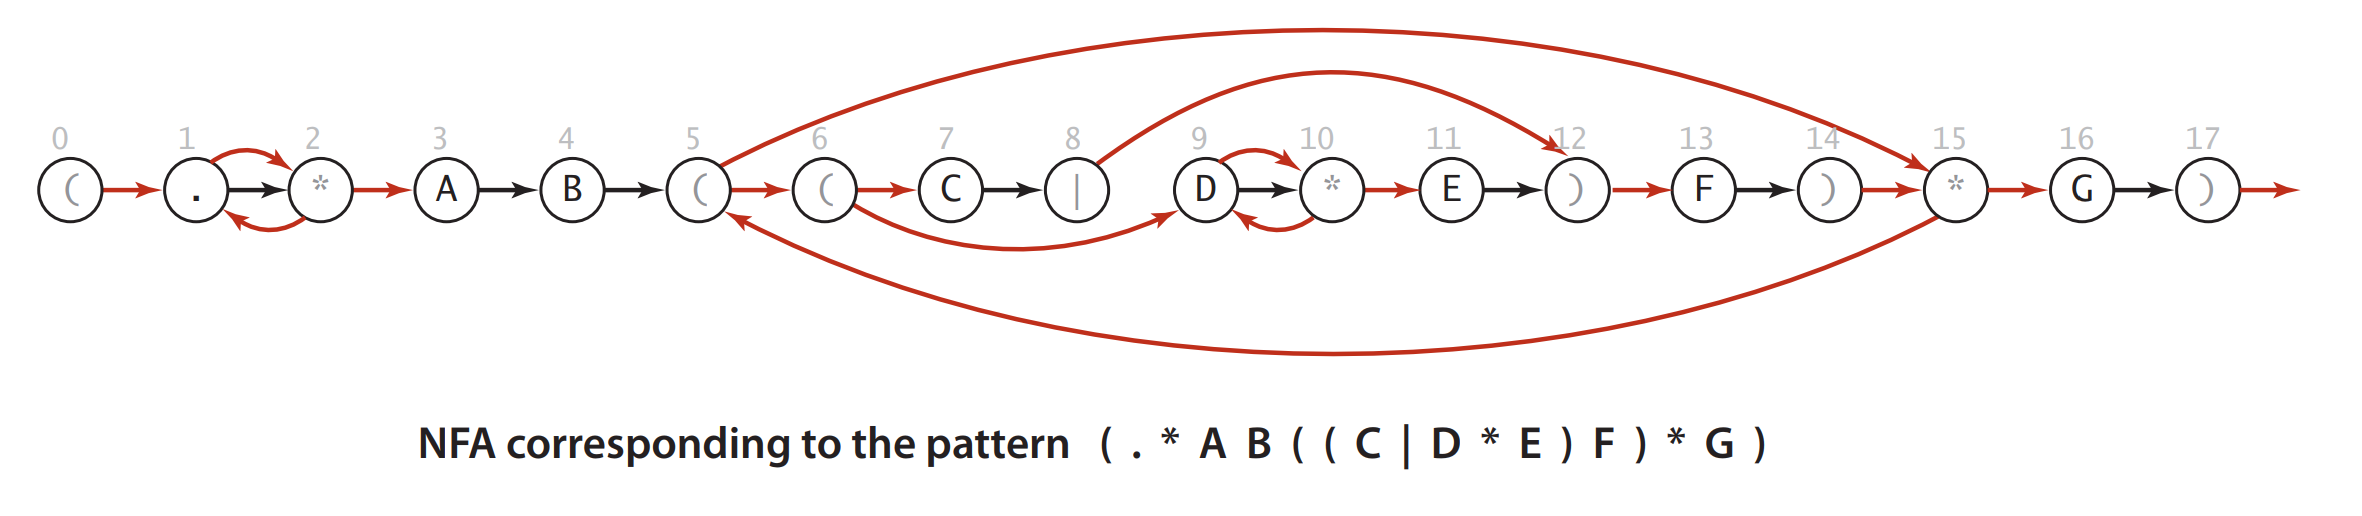 0 1 2 3 4 5 6 7 8 9 10 11 12 13 14 15 16 17
( . * A B ( ( C | D * E ) F ) * G )
NFA corresponding to the pattern ( . * A B ( ( C | D * E ) F ) * G )